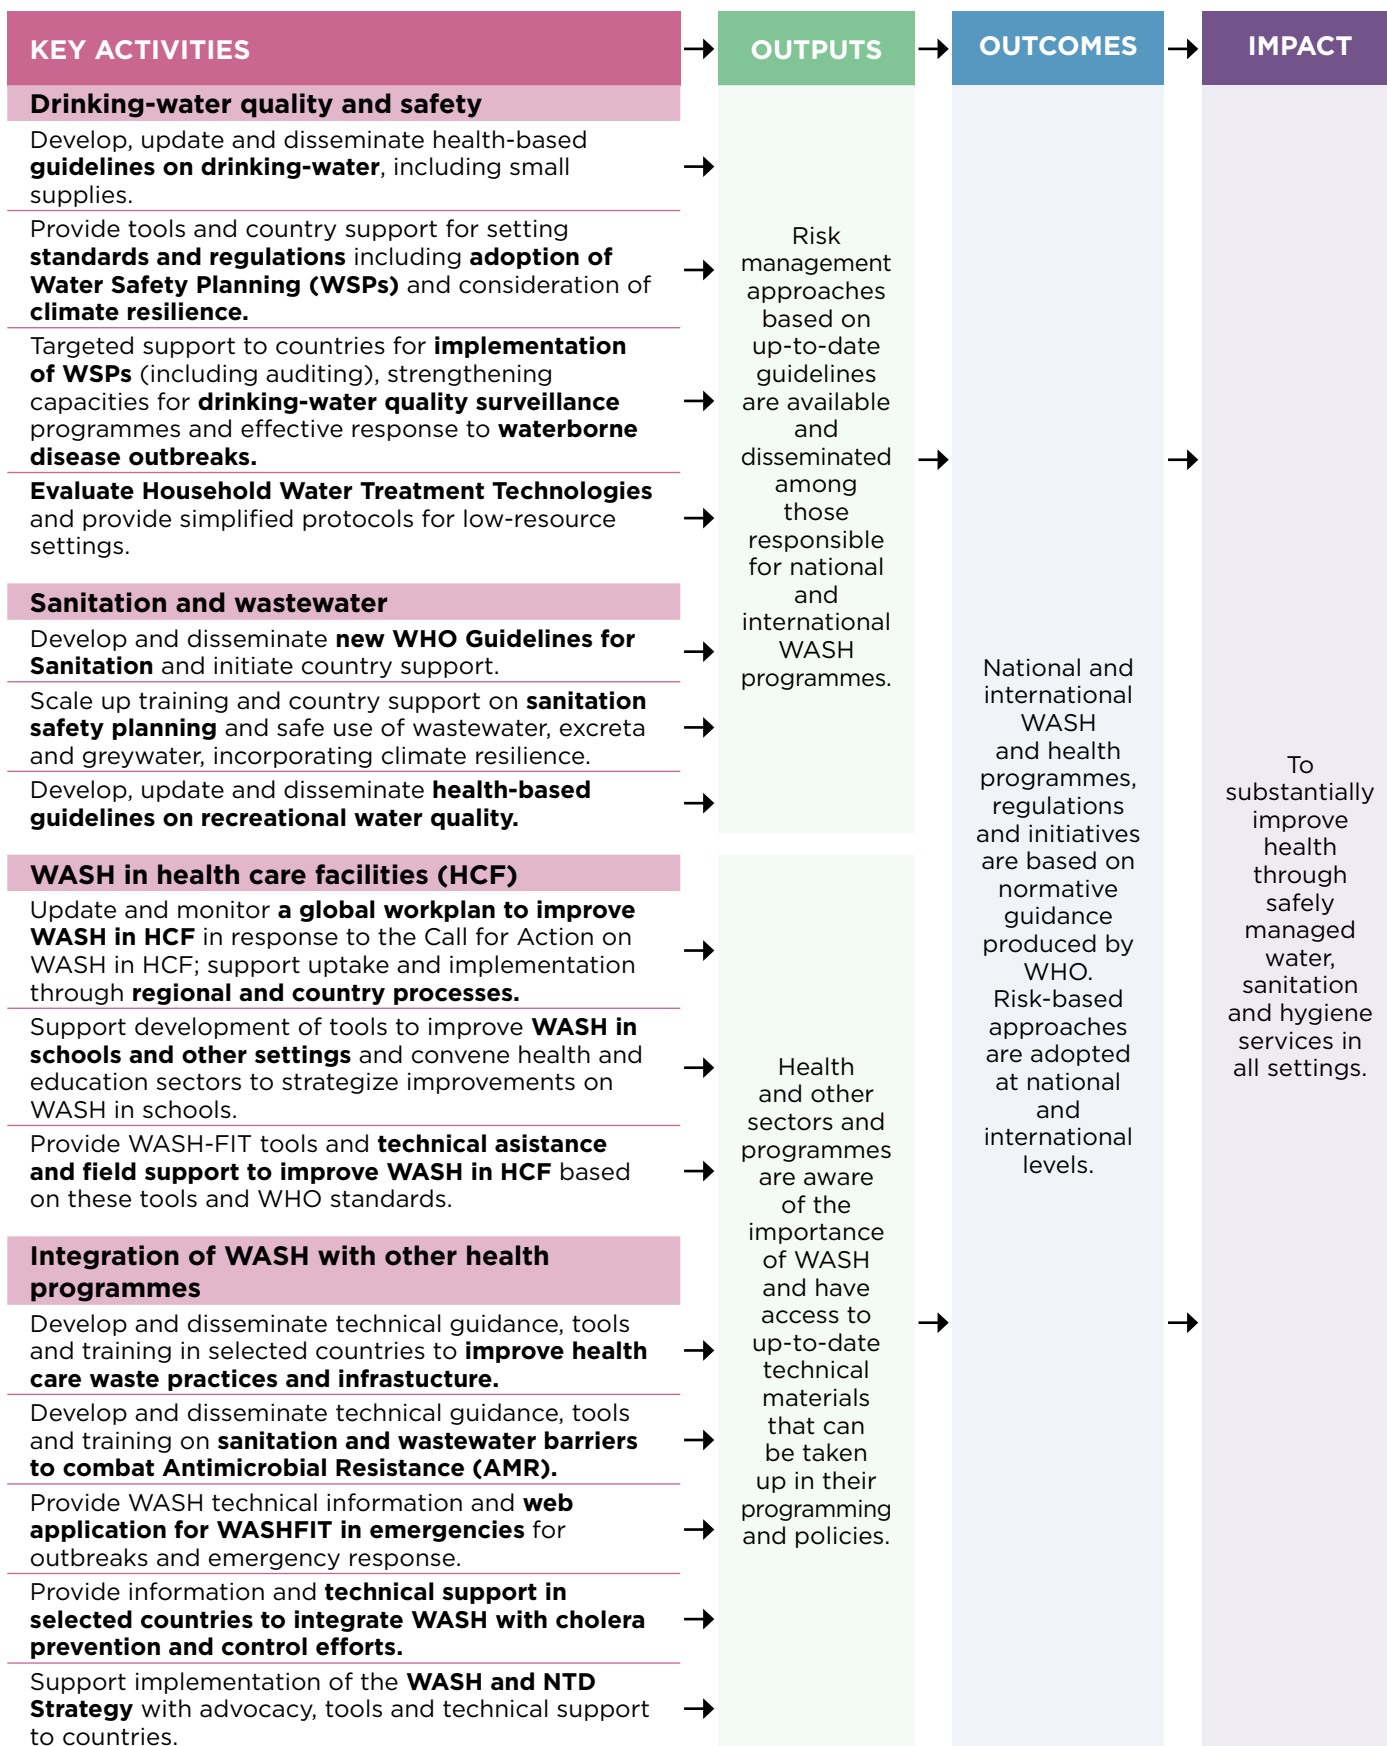 KEY ACTIVITIES
OUTPUTS
OUTCOMES
IMPACT
Drinking-water quality and safety
Develop, update and disseminate health-based
guidelines on drinking-water, including small
supplies.
Provide tools and country support for setting
standards and regulations including adoption of
Water Safety Planning (WSPs) and consideration of
climate resilience.
Targeted support to countries for implementation
of WSPs (including auditing), strengthening
capacities for drinking-water quality surveillance
programmes and effective response to waterborne
disease outbreaks.
Evaluate Household Water Treatment Technologies
and provide simplified protocols for low-resource
settings.
Sanitation and wastewater
Develop and disseminate new WHO Guidelines for
Sanitation and initiate country support.
Scale up training and country support on sanitation
safety planning and safe use of wastewater, excreta
and greywater, incorporating climate resilience.
Develop, update and disseminate health-based
guidelines on recreational water quality.
WASH in health care facilities (HCF)
Update and monitor a global workplan to improve
WASH in HCF in response to the Call for Action on
WASH in HCF; support uptake and implementation
through regional and country processes.
Support development of tools to improve WASH in
schools and other settings and convene health and
education sectors to strategize improvements on
WASH in schools.
Provide WASH-FIT tools and technical asistance
and field support to improve WASH in HCF based
on these tools and WHO standards.
Integration of WASH with other health
programmes
Develop and disseminate technical guidance, tools
and training in selected countries to improve health
care waste practices and infrastucture.
Develop and disseminate technical guidance, tools
and training on sanitation and wastewater barriers
to combat Antimicrobial Resistance (AMR).
Provide WASH technical information and web
application for WASHFIT in emergencies for
outbreaks and emergency response.
Provide information and technical support in
selected countries to integrate WASH with cholera
prevention and control efforts.
Support implementation of the WASH and NTD
Strategy with advocacy, tools and technical support
to countries.
Risk
management
approaches
based on
up-to-date
guidelines
are available
and
disseminated
among
those
responsible
for national
and
international
WASH
programmes.
Health
and other
sectors and
programmes
are aware
of the
importance
of WASH
and have
access to
up-to-date
technical
materials
that can
be taken
up in their
programming
and policies.
National and
international
WASH
and health
programmes,
regulations
and initiatives
are based on
normative
guidance
produced by
WHO.
Risk-based
approaches
are adopted
at national
and
international
levels.
To
substantially
improve
health
through
safely
managed
water,
sanitation
and hygiene
services in
all settings.